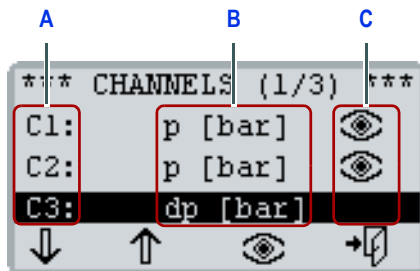 A B C
*** CHANNELS (1/3) ***
C1: p [bar]
C2: p [bar]
C3: dp [bar]